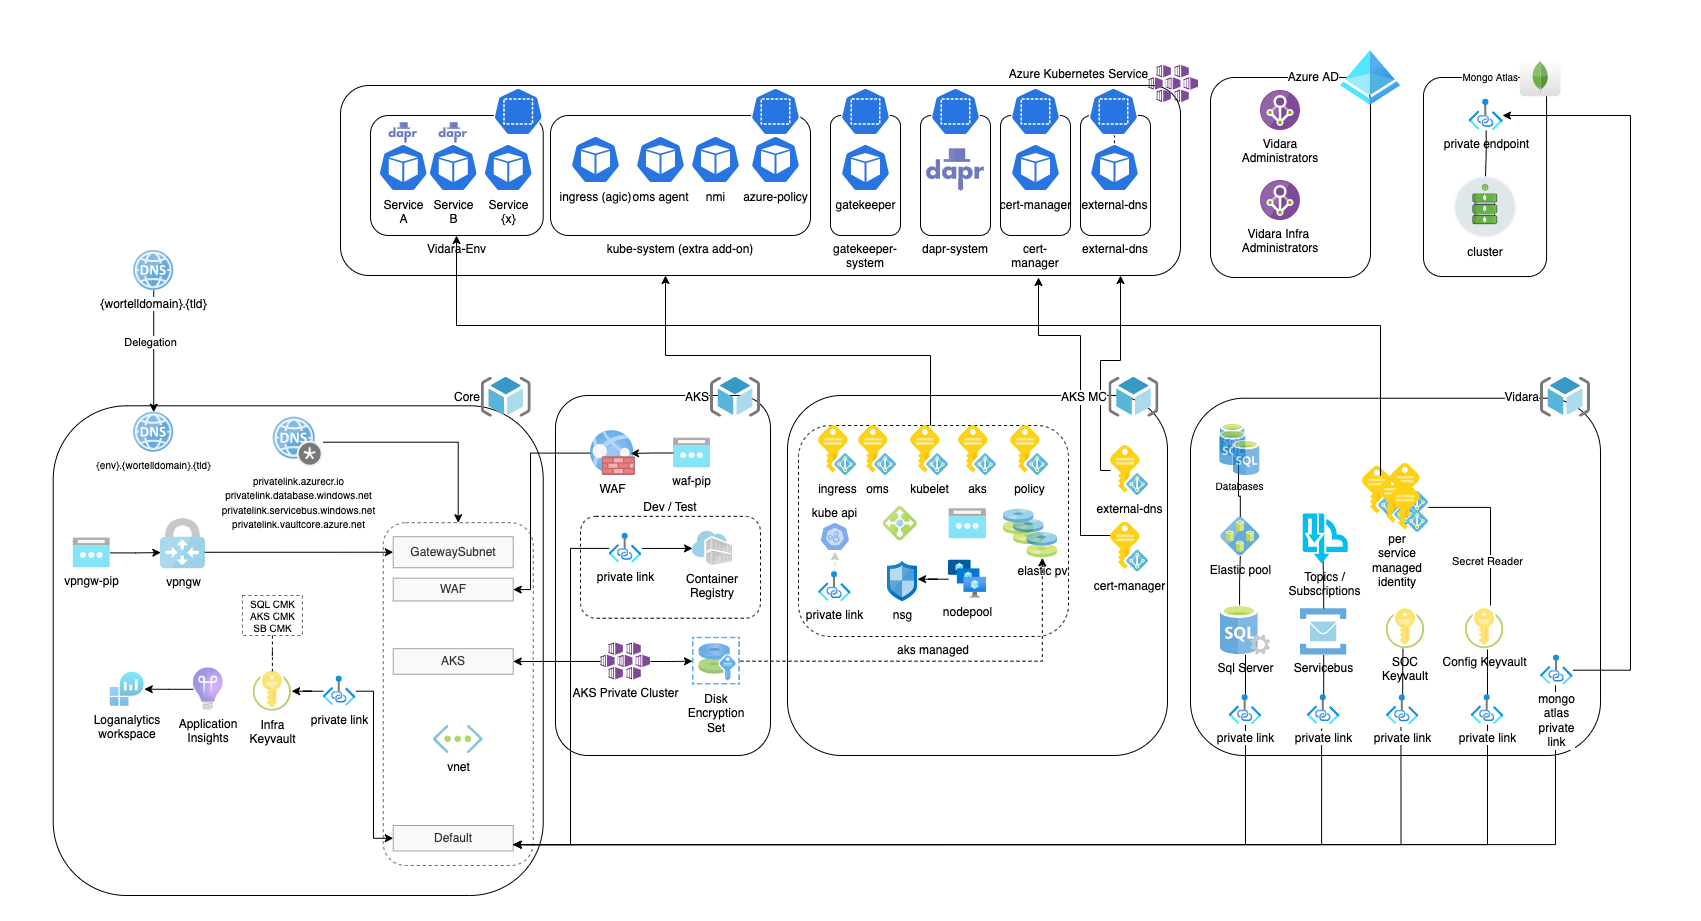 Azure Kubernetes Service
Azure AD
Mongo Atlas
dapr
dapr
Service
A
Service
B
Service
{x}
Vidara-Env
ingress (agic)
oms agent
nmi
azure-policy
kube-system (extra add-on)
gatekeeper
gatekeeper-
system
dapr
dapr-system
cert-manager
cert-
manager
external-dns
external-dns
Vidara
Administrators
Vidara Infra
Administrators
private endpoint
cluster
DNS
{wortelldomain}.{tld}
Delegation
Core
DNS
{env}.{wortelldomain}.{tld}
DNS
*
privatelink.azurecr.io
privatelink.database.windows.net
privatelink.servicebus.windows.net
privatelink.vaultcore.azure.net
vpngw-pip
vpngw
GatewaySubnet
WAF
AKS
vnet
Default
SQL CMK
AKS CMK
SB CMK
Loganalytics
workspace
Application
Insights
Infra
Keyvault
private link
AKS
WAF
waf-pip
Dev / Test
private link
Container
Registry
AKS Private Cluster
Disk
Encryption
Set
AKS MC
ingress
oms
kubelet
aks
policy
kube api
private link
nsg
nodepool
elastic pv
aks managed
external-dns
cert-manager
Vidara
SQL
SQL
Databases
Elastic pool
SQL
Sql Server
private link
Topics /
Subscriptions
Servicebus
private link
per
service
managed
identity
SOC
Keyvault
private link
Secret Reader
Config Keyvault
private link
mongo
atlas
private
link